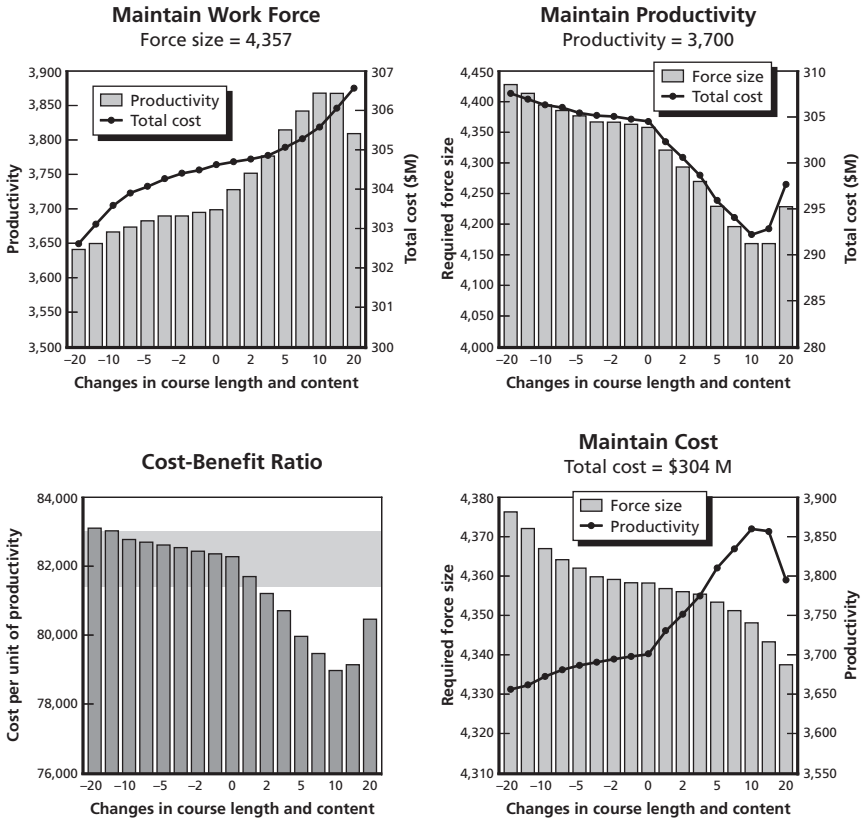 Maintain Work Force
Force size = 4,357
3,900
3,850
3,800
3,750
3,700
3,650
3,600
3,550
3,500
Productivity
Productivity
Total cost
307
306
305
304
303
302
301
300
Total cost ($M)
–20 –10 –5 –2 0 2 5 10 20
Changes in course length and content
Maintain Productivity
Productivity = 3,700
4,450
4,400
4,350
4,300
4,250
4,200
4,150
4,100
4,050
4,000
Required force size
Force size
Total cost
310
305
300
295
290
285
280
Total cost ($M)
–20 –10 –5 –2 0 2 5 10 20
Changes in course length and content
Cost-Benefit Ratio
84,000
82,000
80,000
78,000
76,000
Cost per unit of productivity
–20 –10 –5 –2 0 2 5 10 20
Changes in course length and content
Maintain Cost
Total cost = $304 M
4,380
4,370
4,360
4,350
4,340
4,330
4,320
4,310
Required force size
Force size
Productivity
3,900
3,850
3,800
3,750
3,700
3,650
3,600
3,550
Productivity
–20 –10 –5 –2 0 2 5 10 20
Changes in course length and content